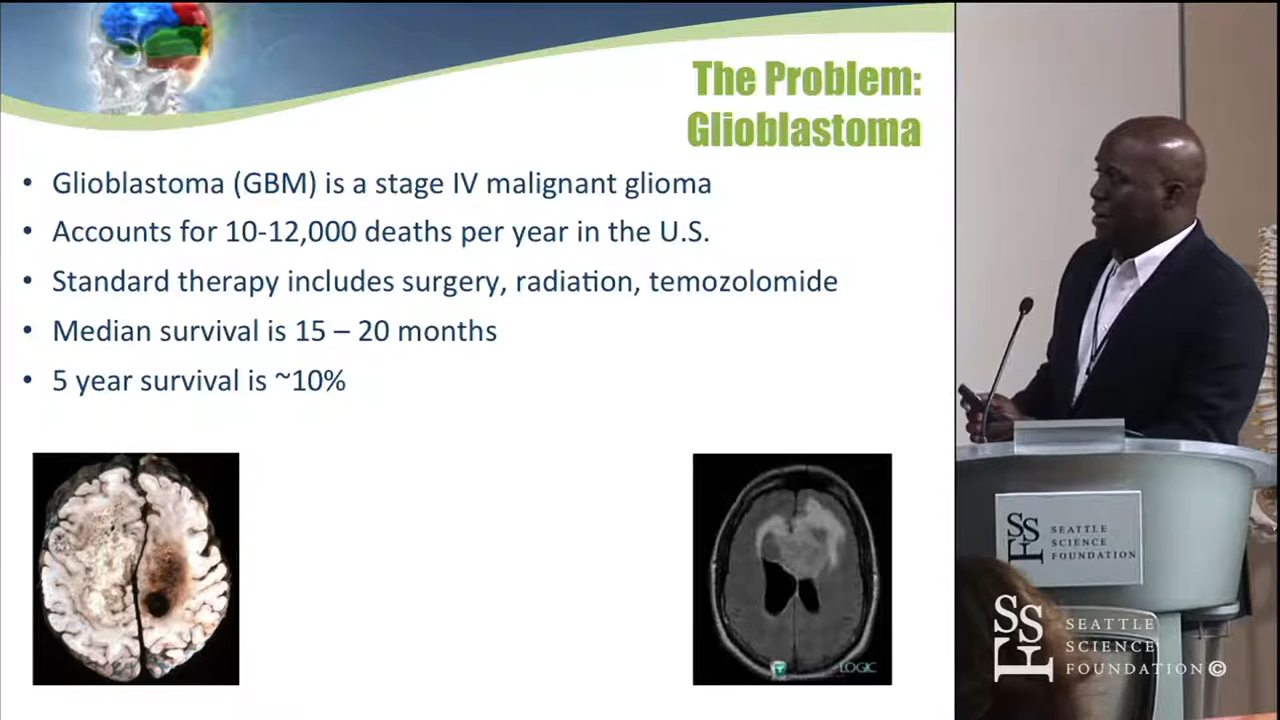 The Problem:
Glioblastoma
• Glioblastoma (GBM) is a stage IV malignant glioma
• Accounts for 10-12,000 deaths per year in the U.S.
• Standard therapy includes surgery, radiation, temozolomide
• Median survival is 15 – 20 months
• 5 year survival is ~10%
LOGIC
SSF
SEATTLE
SCIENCE
FOUNDATION
SSF
SEATTLE
SCIENCE
FOUNDATION©